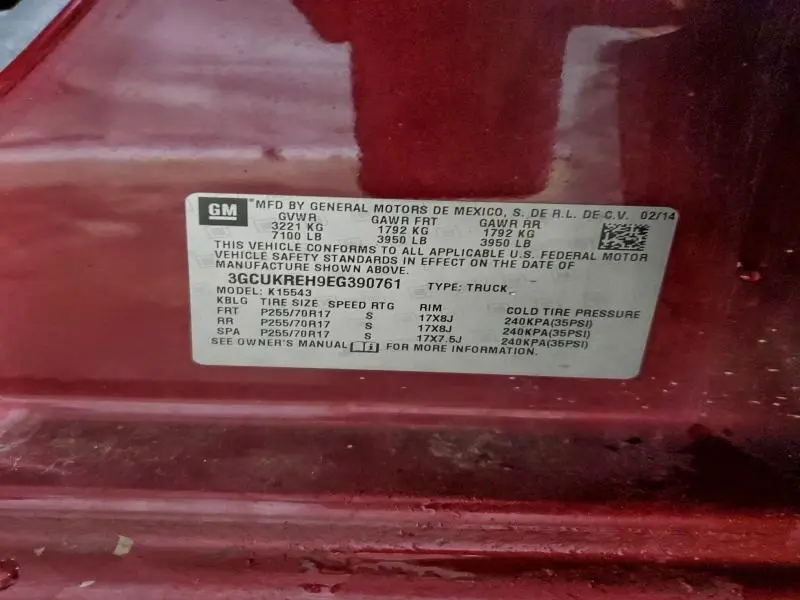 GM MFD BY GENERAL MOTORS DE MEXICO, S. DE R.L. DE C.V. 02/14
GVWR GAWR FRT GAWR RR
3221 KG 1792 KG 1792 KG
7100 LB 3950 LB 3950 LB
THIS VEHICLE CONFORMS TO ALL APPLICABLE U.S. FEDERAL MOTOR
VEHICLE SAFETY STANDARDS IN EFFECT ON THE DATE OF
MANUFACTURE SHOWN ABOVE.
3GCUKREH9EG390761 TYPE: TRUCK
MODEL: K15543
KBLG TIRE SIZE SPEED RTG RIM COLD TIRE PRESSURE
FRT P255/70R17 S 17X8J 240KPA(35PSI)
RR P255/70R17 S 17X8J 240KPA(35PSI)
SPA P255/70R17 S 17X7.5J 240KPA(35PSI)
SEE OWNER'S MANUAL FOR MORE INFORMATION.